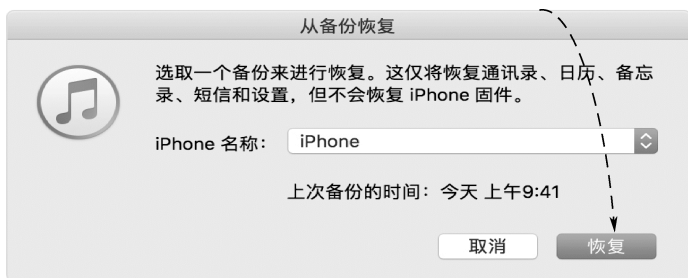 从备份恢复
选取一个备份来进行恢复。这仅将恢复通讯录、日历、备忘
录、短信和设置，但不会恢复 iPhone 固件。
iPhone 名称： iPhone
上次备份的时间：今天 上午9:41
取消 恢复